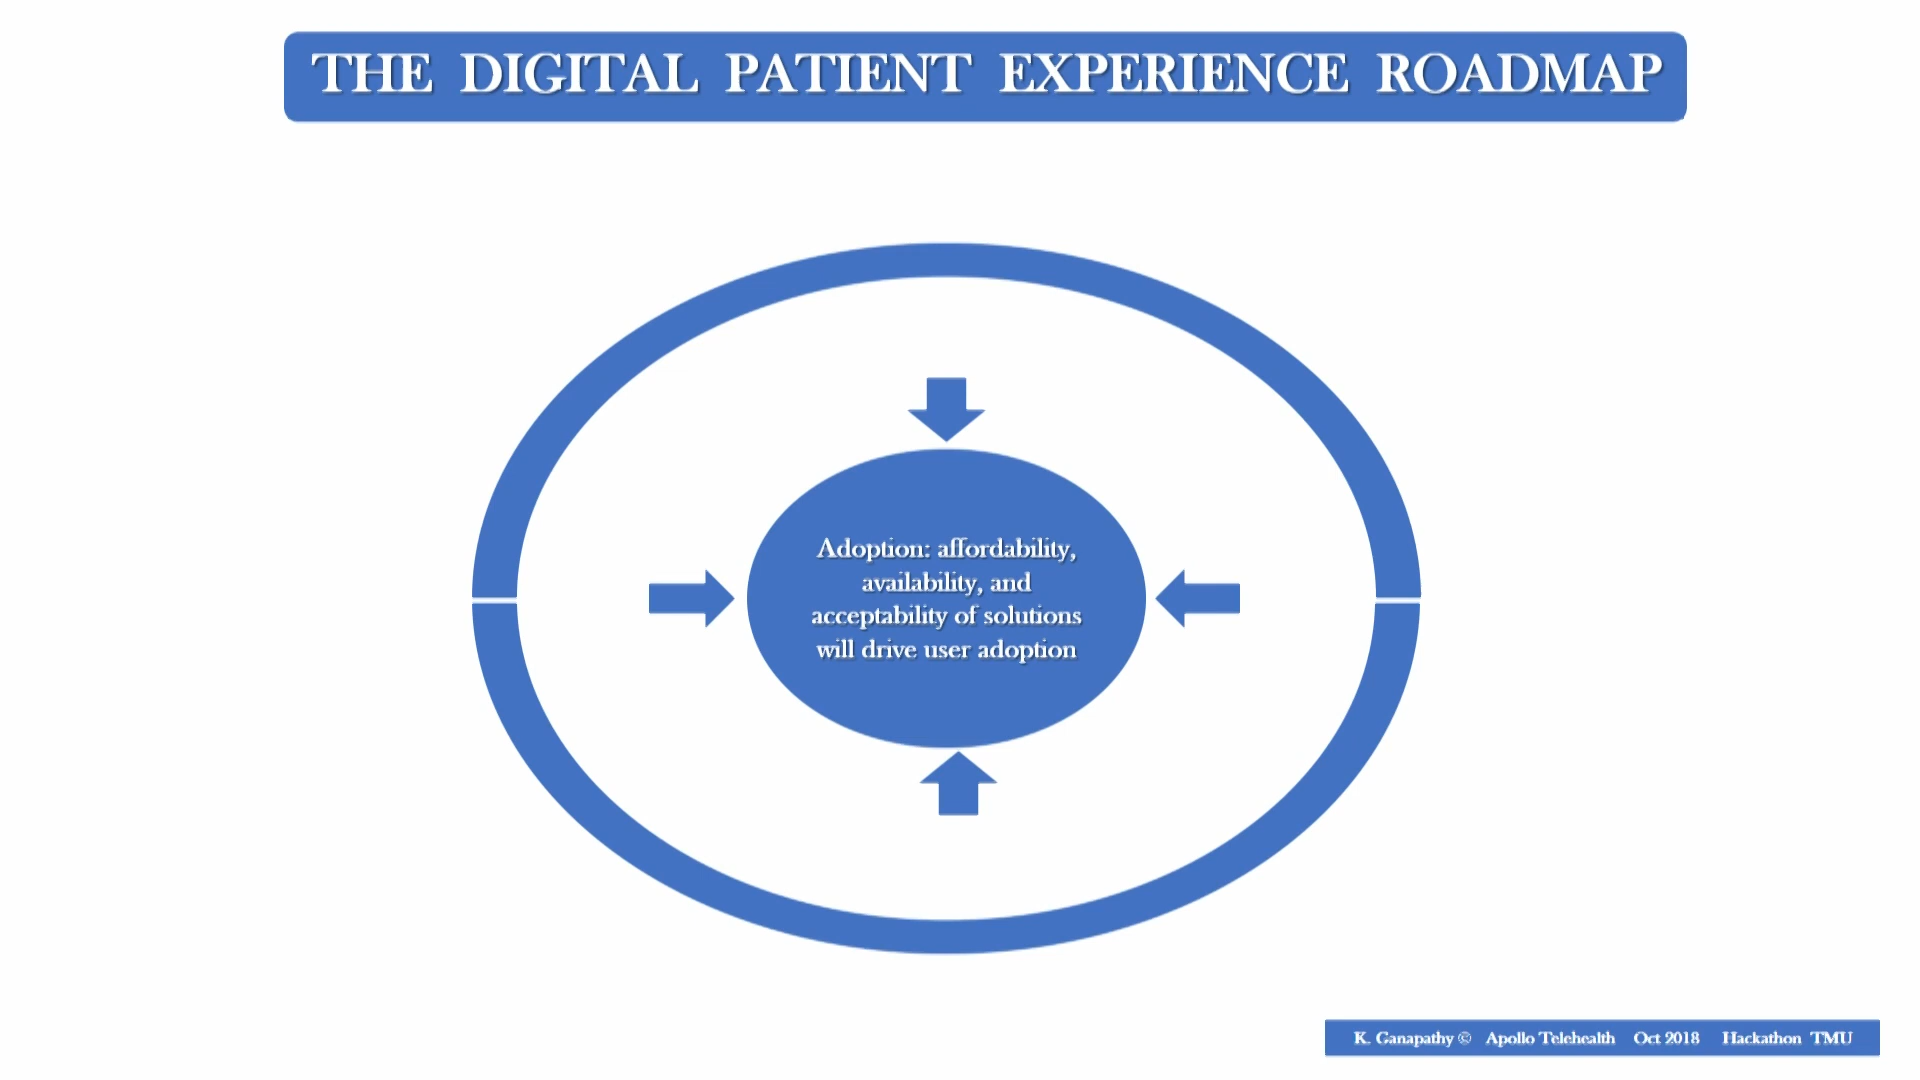 THE DIGITAL PATIENT EXPERIENCE ROADMAP
Adoption: affordability,
availability, and
acceptability of solutions
will drive user adoption
K. Ganapathy © Apollo Telehealth Oct 2018 Hackathon TMU